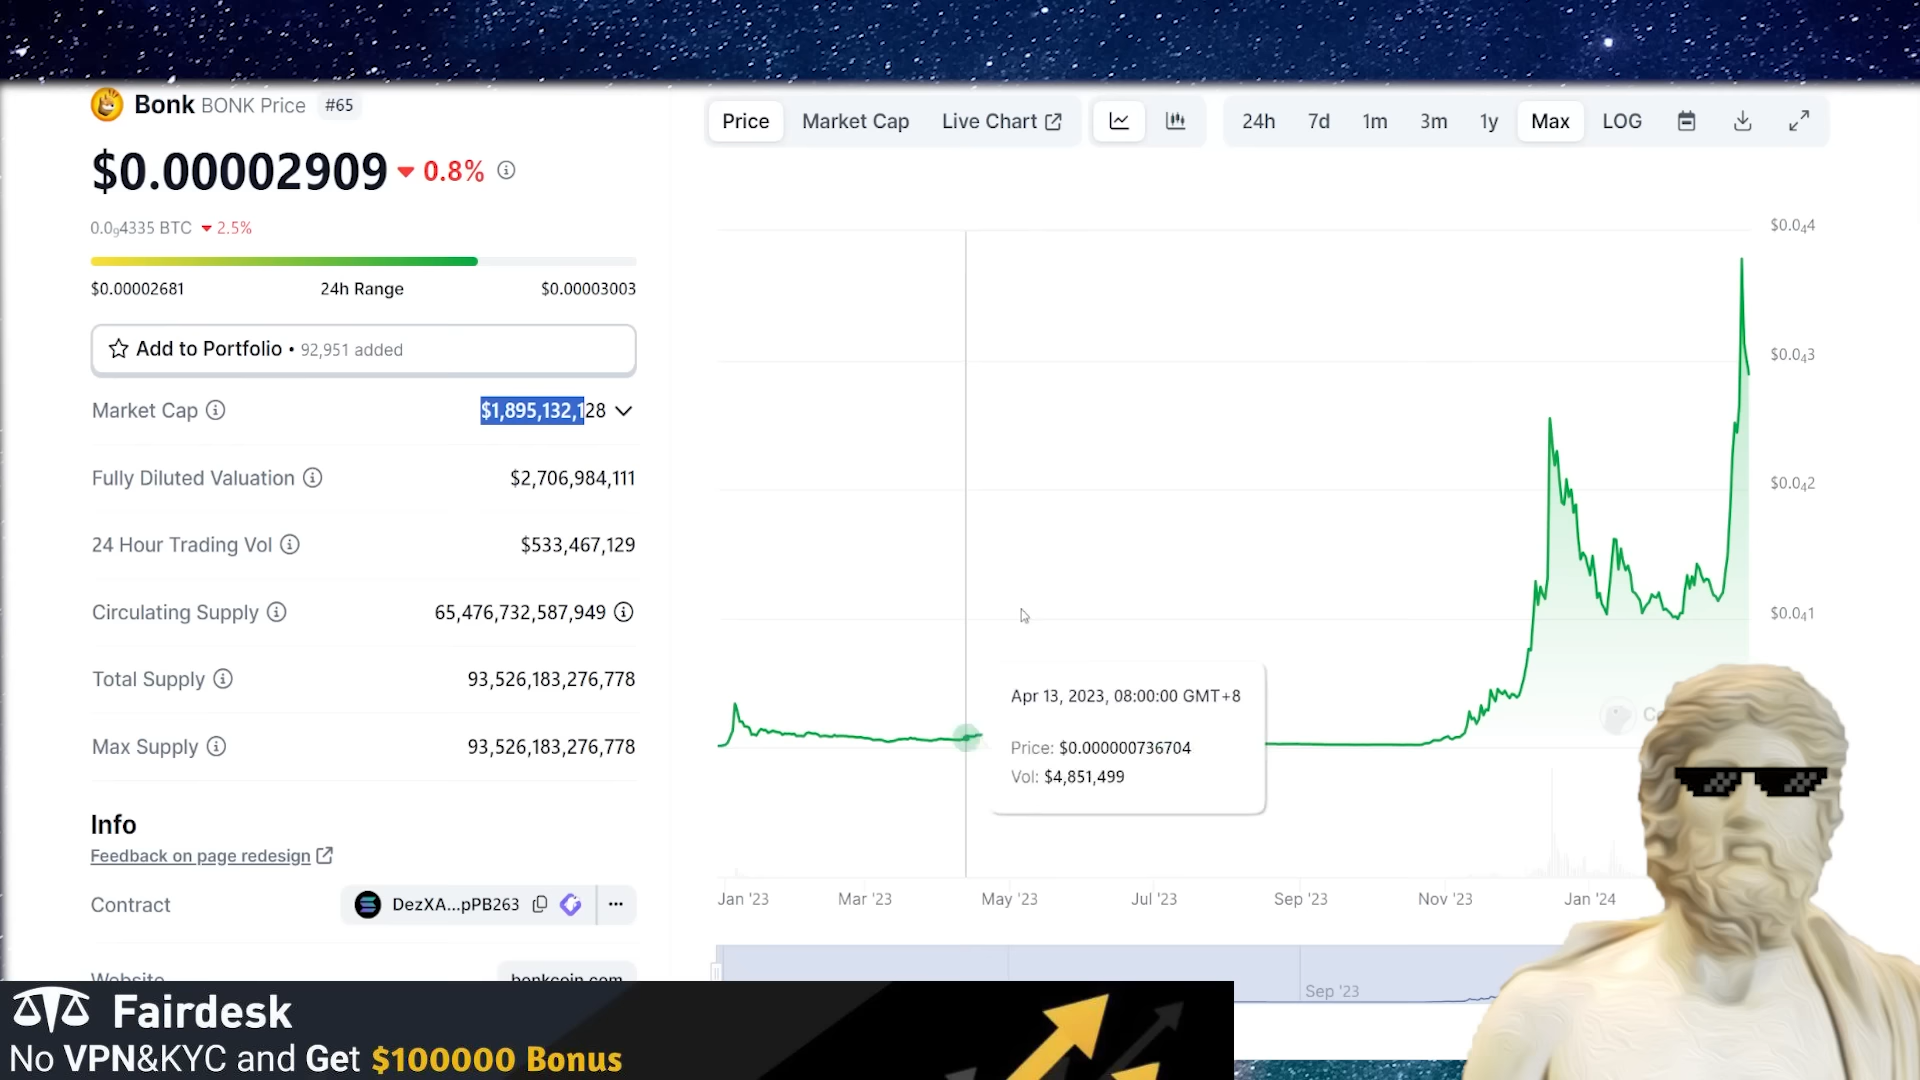 Bonk BONK Price #65
$0.00002909 0.8%
0.0₉4335 BTC 2.5%
$0.00002681 24h Range $0.00003003
Add to Portfolio • 92,951 added
Market Cap $1,895,132,128
Fully Diluted Valuation $2,706,984,111
24 Hour Trading Vol $533,467,129
Circulating Supply 65,476,732,587,949
Total Supply 93,526,183,276,778
Max Supply 93,526,183,276,778
Info
Feedback on page redesign
Contract DezXA...pPB263
Website bonkcoin.com
Price Market Cap Live Chart 24h 7d 1m 3m 1y Max LOG
$0.0₄4
$0.0₄3
$0.0₄2
$0.0₄1
Apr 13, 2023, 08:00:00 GMT+8
Price: $0.000000736704
Vol: $4,851,499
Jan '23 Mar '23 May '23 Jul '23 Sep '23 Nov '23 Jan '24
Sep '23
Fairdesk
No VPN&KYC and Get $100000 Bonus